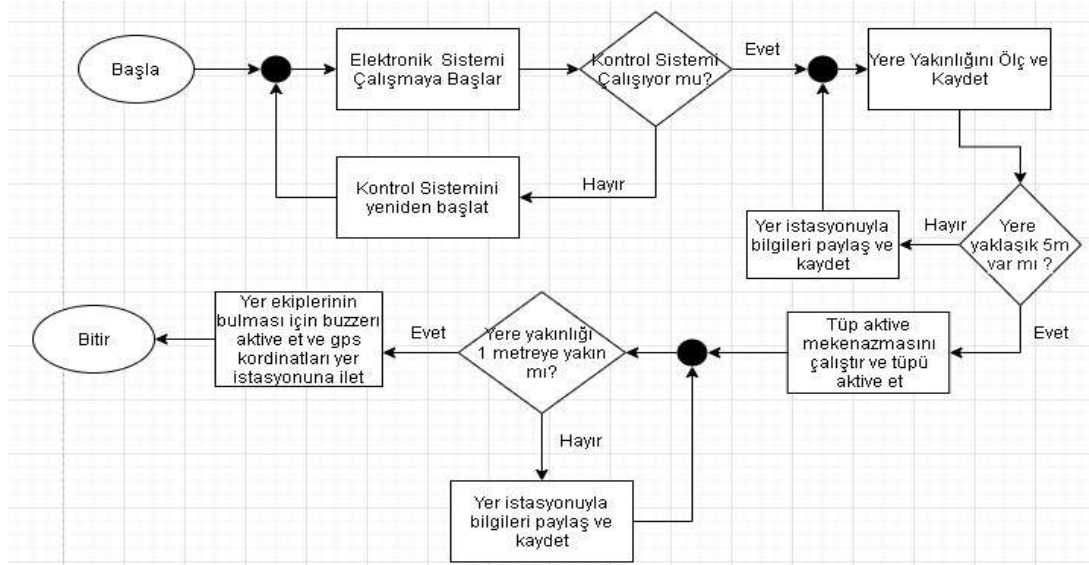 Başla
Elektronik Sistemi
Çalışmaya Başlar
Kontrol Sistemi
Çalışıyor mu?
Evet
Yere Yakınlığını Ölç ve
Kaydet
Hayır
Kontrol Sistemini
yeniden başlat
Yere
yaklaşık 5m
var mı ?
Hayır
Yer istasyonuyla
bilgileri paylaş ve
kaydet
Evet
Tüp aktive
mekenazmasını
çalıştır ve tüpü
aktive et
Yere yakınlığı
1 metreye yakın
mı?
Hayır
Yer istasyonuyla
bilgileri paylaş ve
kaydet
Evet
Yer ekiplerinin
bulması için buzzerı
aktive et ve gps
kordinatları yer
istasyonuna ilet
Bitir